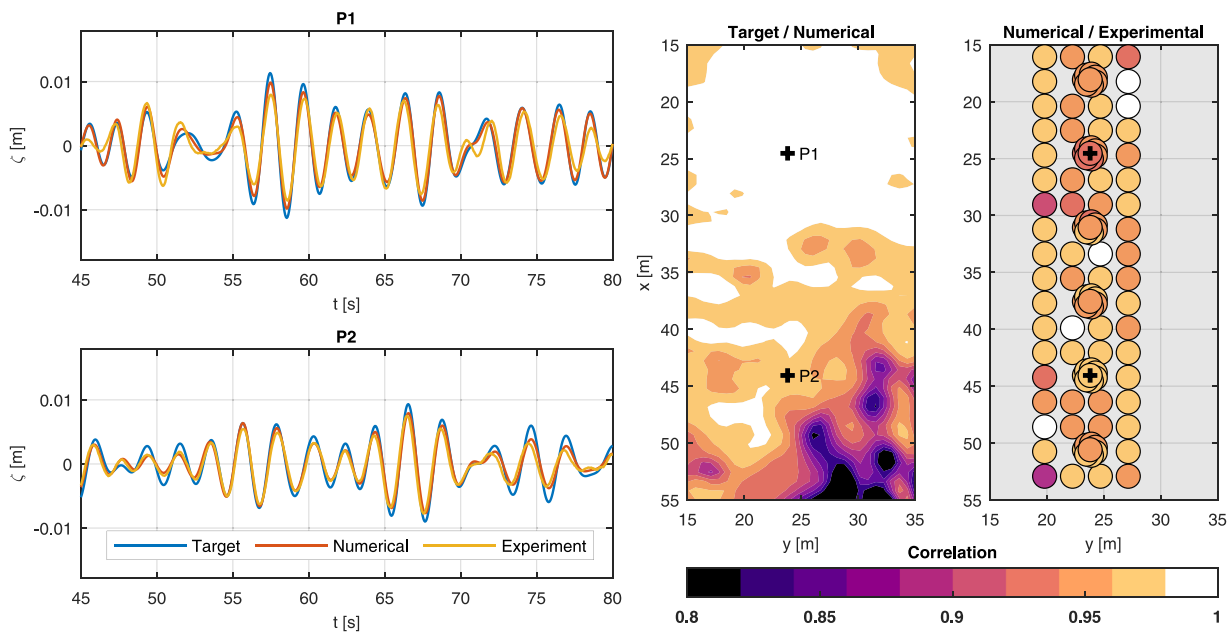 P1
0.01
0
-0.01
ζ [m]
45 50 55 60 65 70 75 80
t [s]
P2
0.01
0
-0.01
ζ [m]
Target Numerical Experiment
45 50 55 60 65 70 75 80
t [s]
Target / Numerical
15
20
25
30
35
40
45
50
55
x [m]
P1
P2
15 20 25 30 35
y [m]
Numerical / Experimental
15
20
25
30
35
40
45
50
55
15 20 25 30 35
y [m]
Correlation
0.8 0.85 0.9 0.95 1